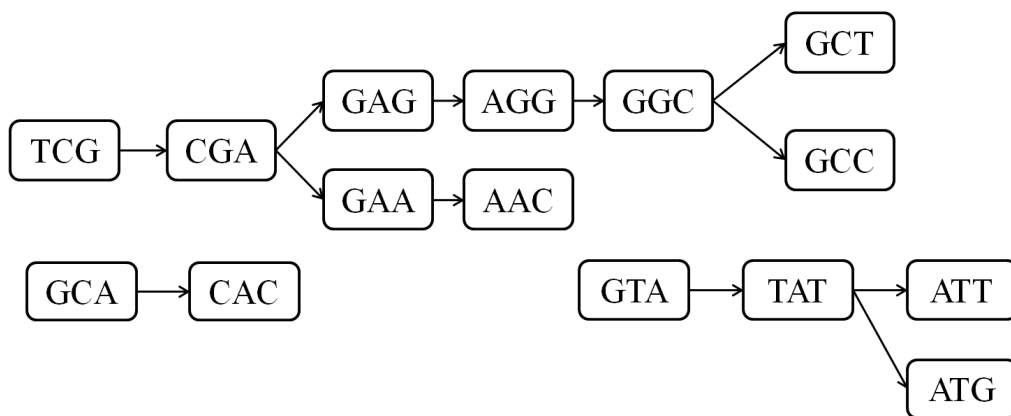 GCT
GAG AGG GGC
TCG CGA
GCC
GAA AAC
GCA CAC GTA TAT ATT
ATG